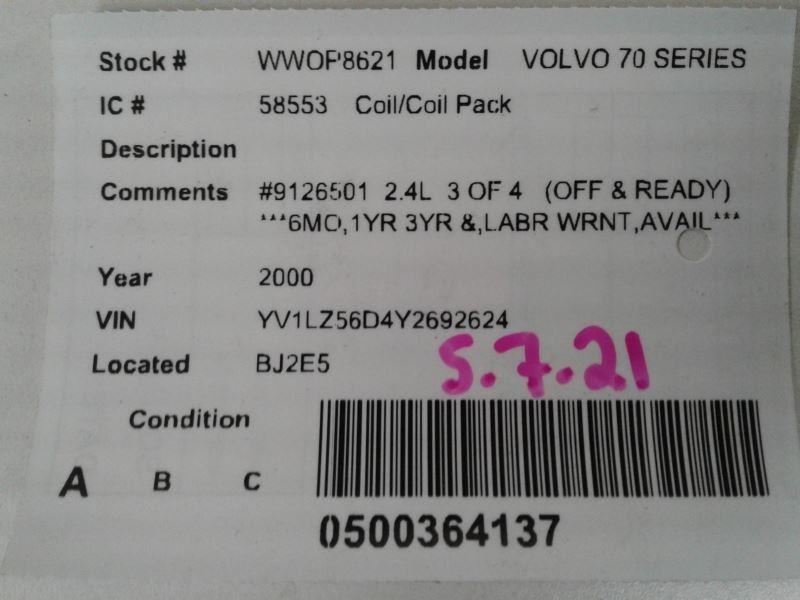 Stock # WWOP8621 Model VOLVO 70 SERIES
IC # 58553 Coil/Coil Pack
Description
Comments #9126501 2.4L 3 OF 4 (OFF & READY)
***6MO,1YR 3YR &,LABR WRNT,AVAIL***
Year 2000
VIN YV1LZ56D4Y2692624
Located BJ2E5
5.7.21
Condition
A B C
0500364137